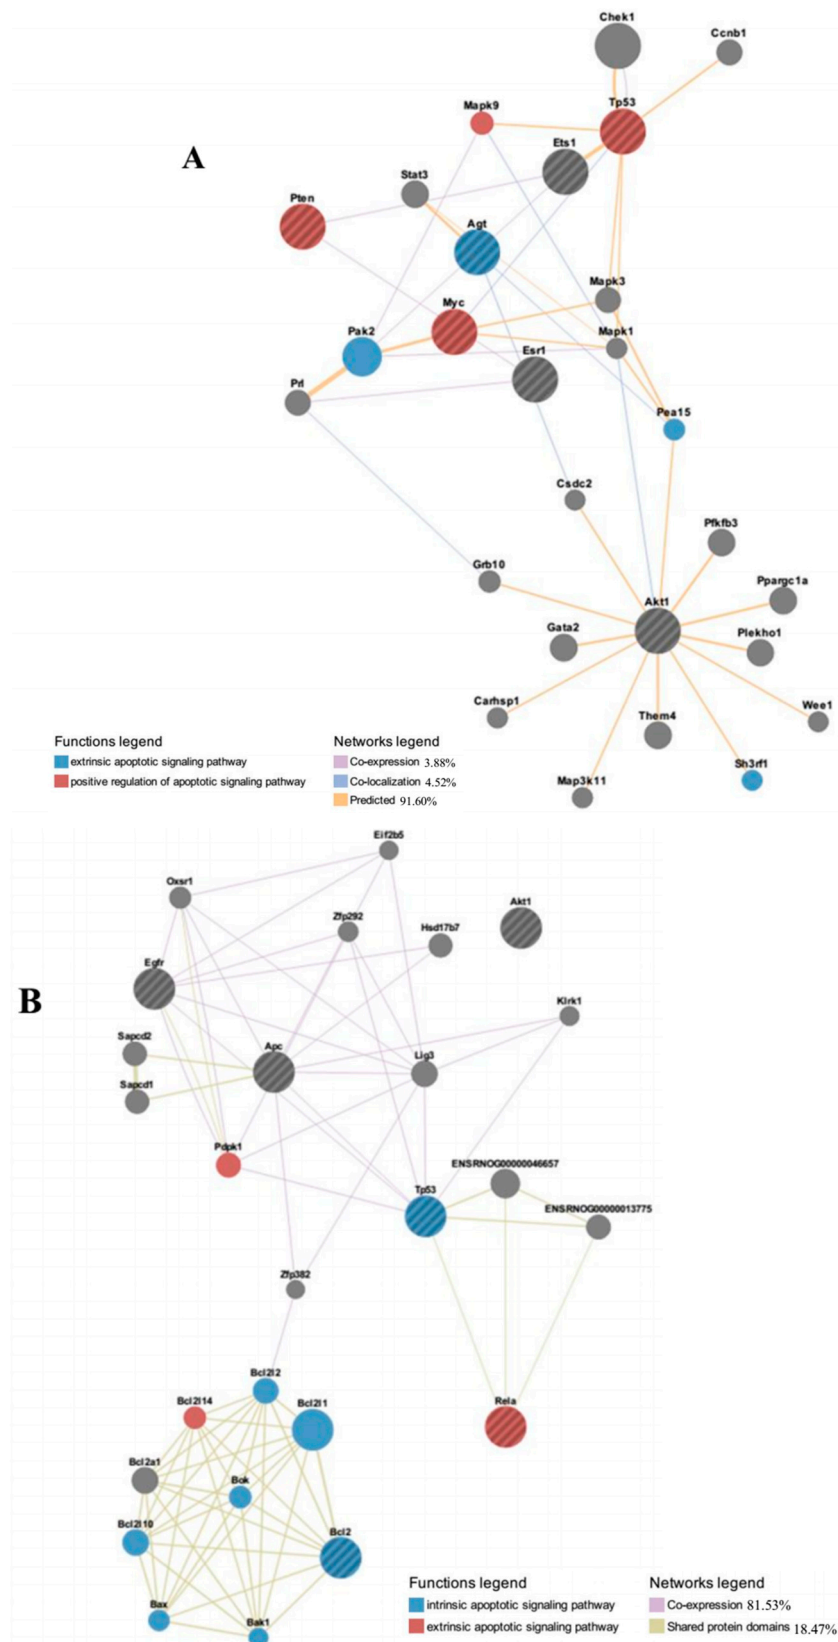 Chek1
Ccnb1
Mapk9
Tp53
A
Ets1
Stat3
Pten
Agt
Mapk3
Myc
Pak2
Mapk1
Esr1
Prl
Pea15
Csdc2
Pfkfb3
Grb10
Ppargc1a
Akt1
Gata2
Plekho1
Carhsp1
Wee1
Them4
Functions legend
Networks legend
extrinsic apoptotic signaling pathway
Co-expression 3.88%
positive regulation of apoptotic signaling pathway
Co-localization 4.52%
Predicted 91.60%
Sh3rf1
Map3k11
Eif2b5
Oxsr1
Akt1
Zfp292
Hsd17b7
Egfr
B
Klrk1
Sapcd2
Apc
Lig3
Sapcd1
Pdpk1
ENSRNOG00000046657
Tp53
ENSRNOG00000013775
Zfp382
Bcl2l2
Bcl2l14
Bcl2l1
Rela
Bcl2a1
Bok
Bcl2l10
Bcl2
Bax
Bak1
Functions legend
Networks legend
intrinsic apoptotic signaling pathway
Co-expression 81.53%
extrinsic apoptotic signaling pathway
Shared protein domains 18.47%